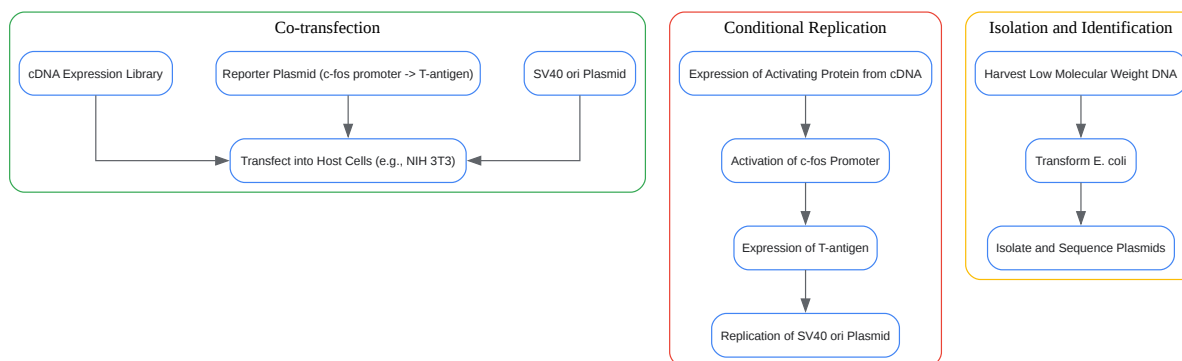 Co-transfection
cDNA Expression Library
Reporter Plasmid (c-fos promoter -> T-antigen)
SV40 ori Plasmid
Transfect into Host Cells (e.g., NIH 3T3)
Conditional Replication
Expression of Activating Protein from cDNA
Activation of c-fos Promoter
Expression of T-antigen
Replication of SV40 ori Plasmid
Isolation and Identification
Harvest Low Molecular Weight DNA
Transform E. coli
Isolate and Sequence Plasmids